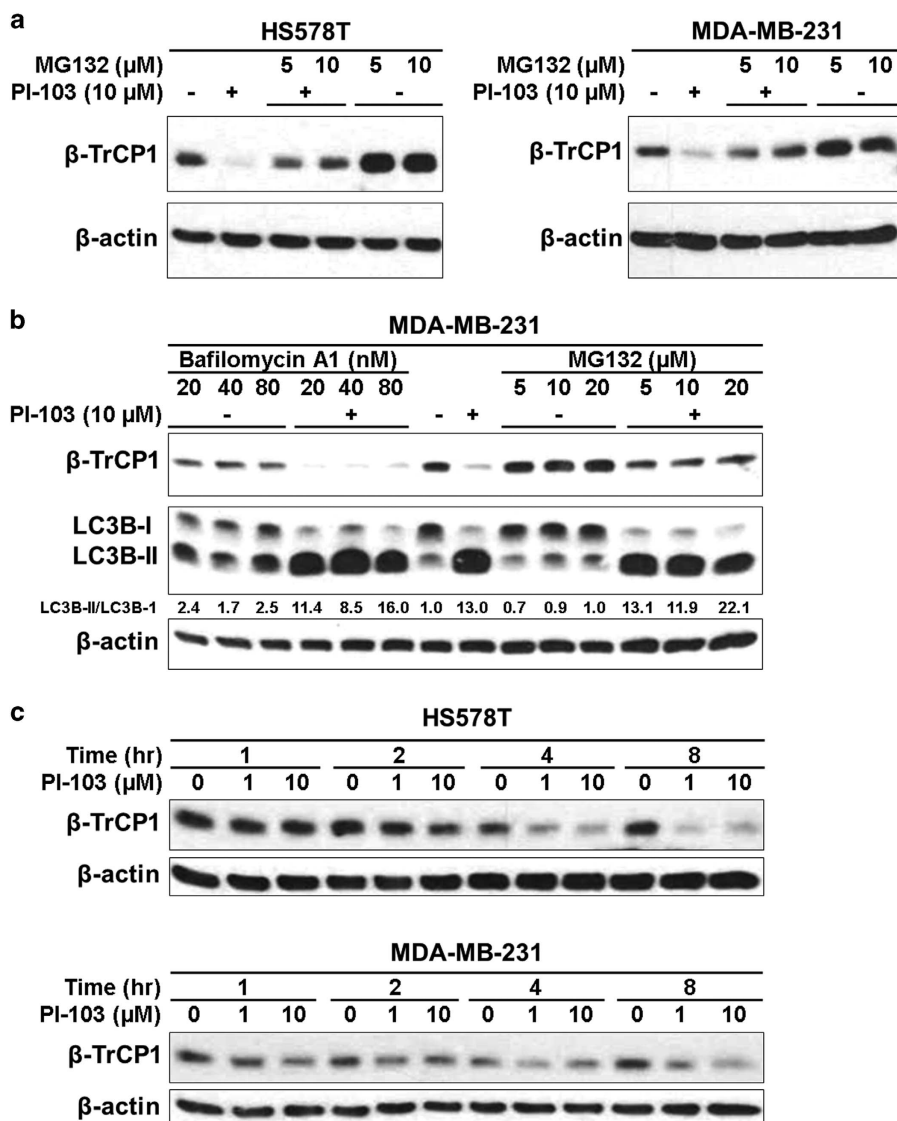 a
HS578T
MG132 (µM) 5 10 5 10
PI-103 (10 µM) - + + -
β-TrCP1
β-actin
MDA-MB-231
MG132 (µM) 5 10 5 10
PI-103 (10 µM) - + + -
β-TrCP1
β-actin
b
MDA-MB-231
Bafilomycin A1 (nM) MG132 (µM)
20 40 80 20 40 80 5 10 20 5 10 20
PI-103 (10 µM) - + - + - +
β-TrCP1
LC3B-I
LC3B-II
LC3B-II/LC3B-1 2.4 1.7 2.5 11.4 8.5 16.0 1.0 13.0 0.7 0.9 1.0 13.1 11.9 22.1
β-actin
c
HS578T
Time (hr) 1 2 4 8
PI-103 (µM) 0 1 10 0 1 10 0 1 10 0 1 10
β-TrCP1
β-actin
MDA-MB-231
Time (hr) 1 2 4 8
PI-103 (µM) 0 1 10 0 1 10 0 1 10 0 1 10
β-TrCP1
β-actin